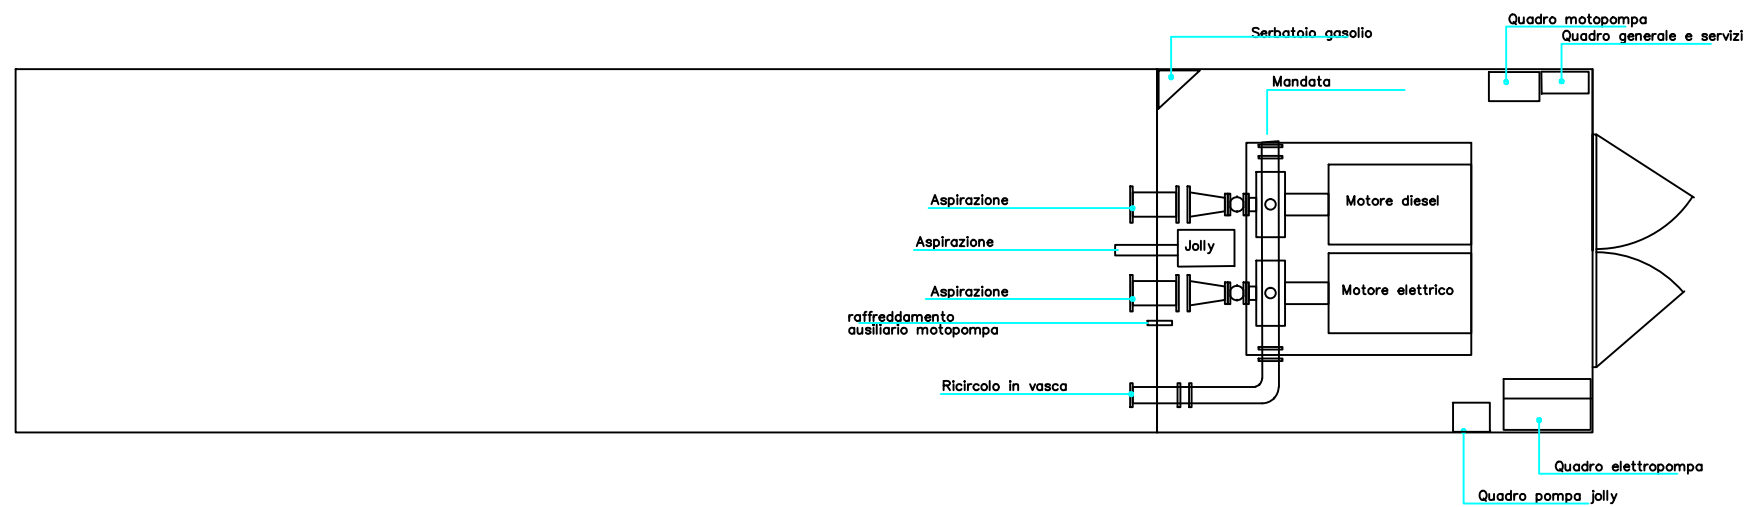 Quadro motopompa
Serbatoio gasolio
Quadro generale e servizi
Mandata
Aspirazione
Motore diesel
Aspirazione
Jolly
Aspirazione
Motore elettrico
raffreddamento
ausiliario motopompa
Ricircolo in vasca
Quadro elettropompa
Quadro pompa jolly